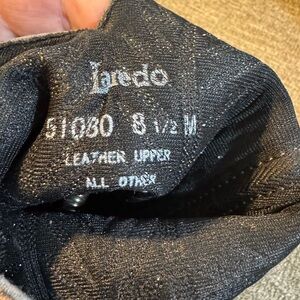 Laredo
51080 8 1/2 M
LEATHER UPPER
ALL OTHER